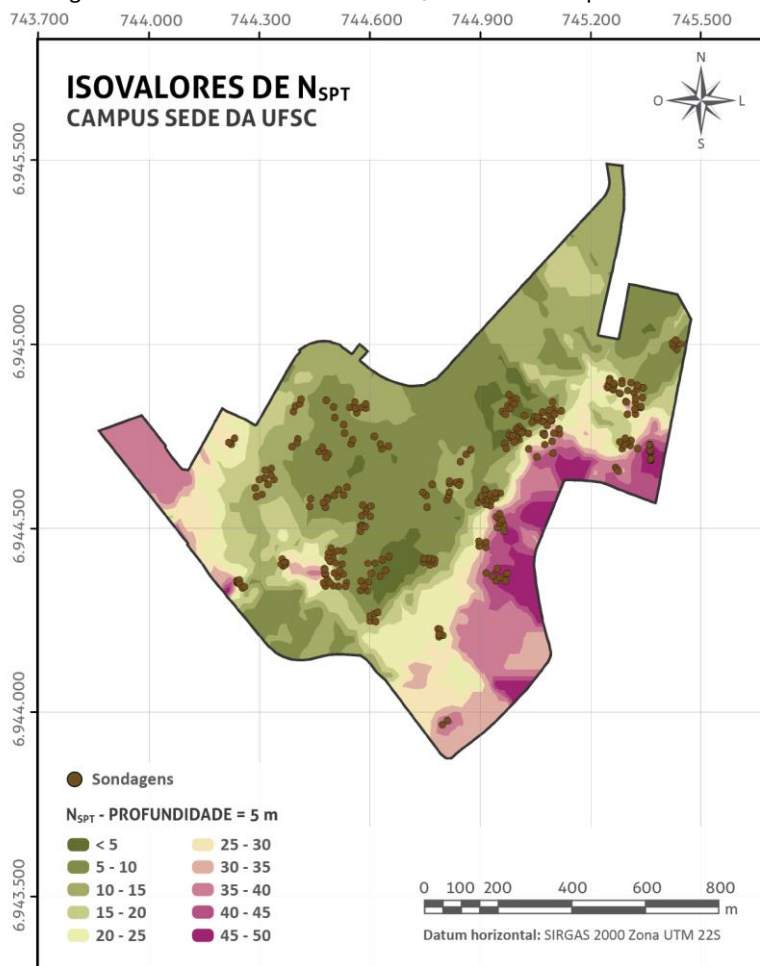 743.700 744.000 744.300 744.600 744.900 745.200 745.500
ISOVALORES DE NSPT
CAMPUS SEDE DA UFSC
N
O L
S
6.945.500
6.945.000
6.944.500
6.944.000
6.943.500
Sondagens
NSPT - PROFUNDIDADE = 5 m
< 5 25 - 30
5 - 10 30 - 35
10 - 15 35 - 40
15 - 20 40 - 45
20 - 25 45 - 50
0 100 200 400 600 800
m
Datum horizontal: SIRGAS 2000 Zona UTM 22S